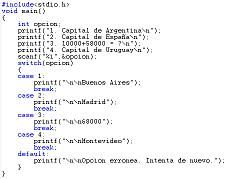 #include<stdio.h>
void main()
{
int opcion;
printf("1. Capital de Argentina\n");
printf("2. Capital de España\n");
printf("3. 10000+58000 = ?\n");
printf("4. Capital de Uruguay\n");
scanf("%i",&opcion);
switch(opcion)
{
case 1:
printf("\n\nBuenos Aires");
break;
case 2:
printf("\n\nMadrid");
break;
case 3:
printf("\n\n68000");
break;
case 4:
printf("\n\nMontevideo");
break;
default:
printf("\n\nOpcion erronea. Intenta de nuevo.");
}
}